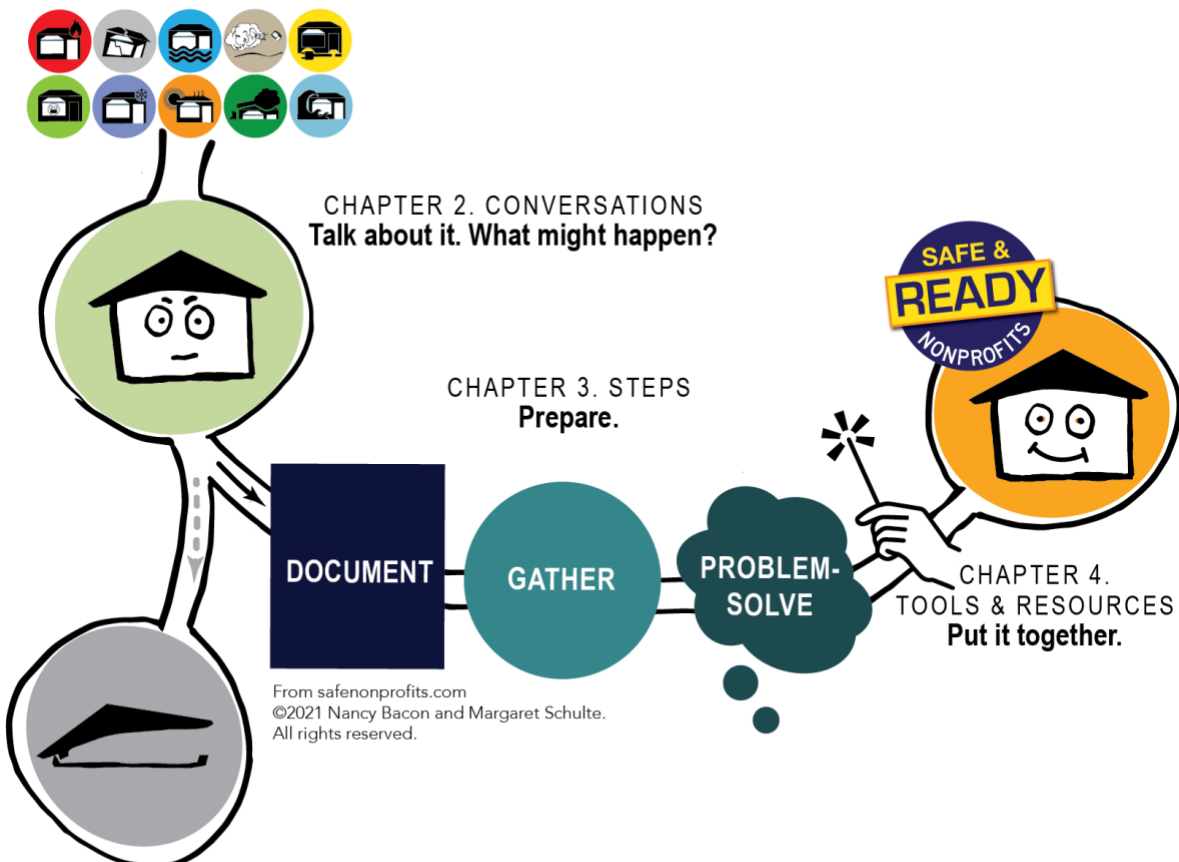 CHAPTER 2. CONVERSATIONS
Talk about it. What might happen?
SAFE &
READY
NONPROFITS
CHAPTER 3. STEPS
Prepare.
DOCUMENT
GATHER
PROBLEM-
SOLVE
CHAPTER 4.
TOOLS & RESOURCES
Put it together.
From safenonprofits.com
©2021 Nancy Bacon and Margaret Schulte.
All rights reserved.